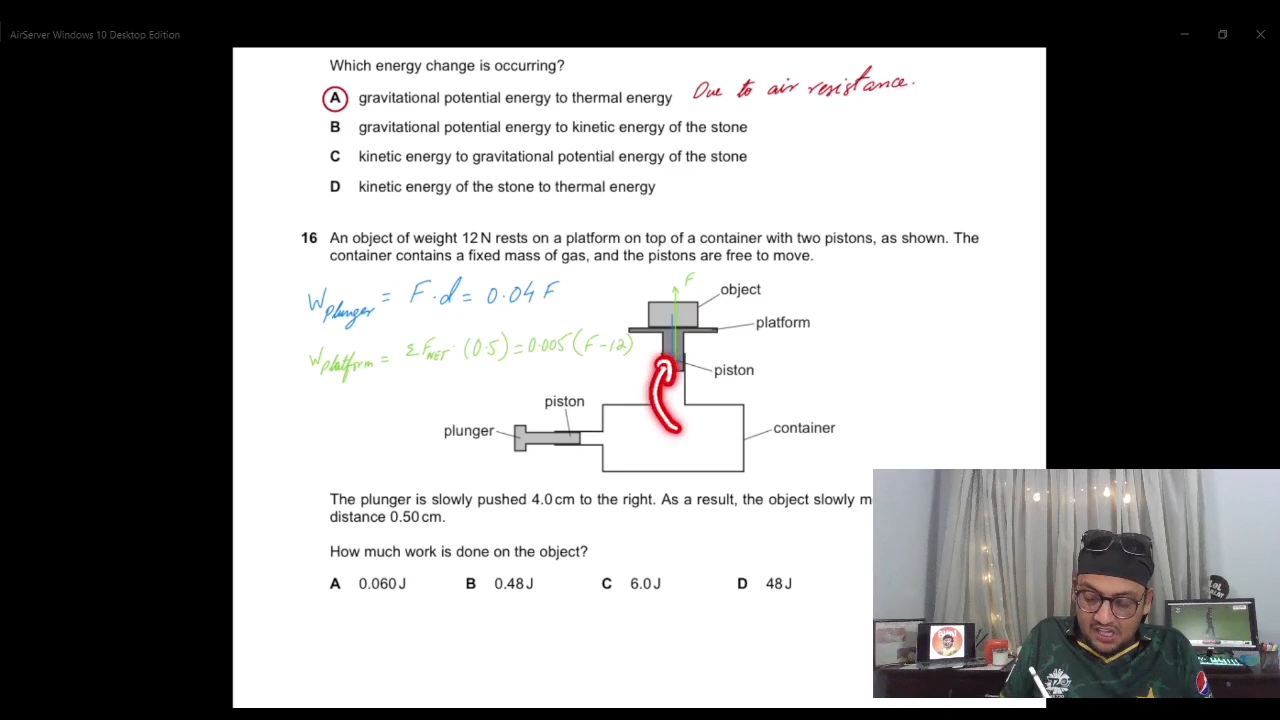 AirServer Windows 10 Desktop Edition
Which energy change is occurring?
A gravitational potential energy to thermal energy Due to air resistance.
B gravitational potential energy to kinetic energy of the stone
C kinetic energy to gravitational potential energy of the stone
D kinetic energy of the stone to thermal energy
16 An object of weight 12 N rests on a platform on top of a container with two pistons, as shown. The
container contains a fixed mass of gas, and the pistons are free to move.
W plunger = F.d = 0.04 F
F
object
platform
W platform = ΣF NET. (0.5) = 0.005 (F-12)
piston
piston
plunger
container
The plunger is slowly pushed 4.0 cm to the right. As a result, the object slowly m
distance 0.50 cm.
How much work is done on the object?
A 0.060 J B 0.48 J C 6.0 J D 48 J
LOL